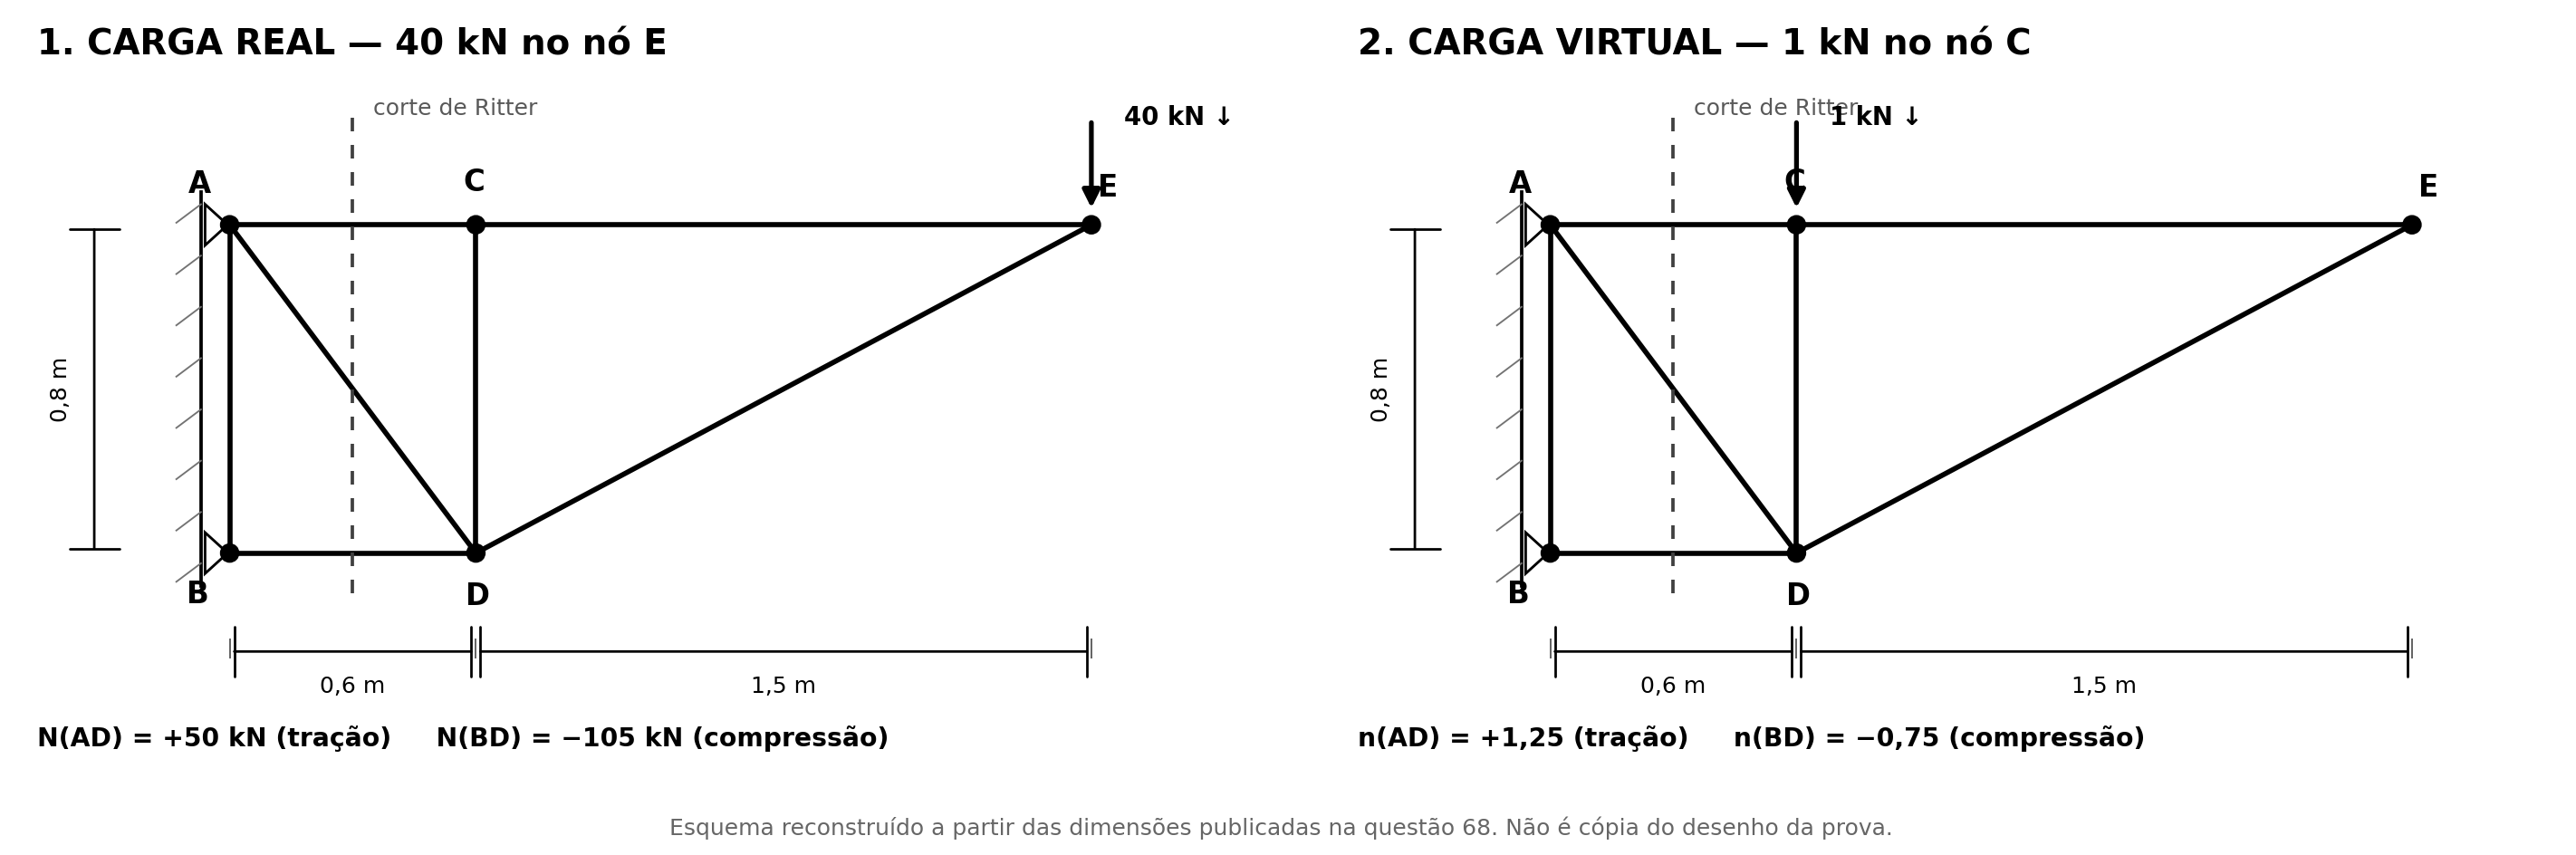 1. CARGA REAL — 40 kN no nó E
corte de Ritter
40 kN ↓
A
C
E
0,8 m
B
D
0,6 m
1,5 m
N(AD) = +50 kN (tração) N(BD) = −105 kN (compressão)
2. CARGA VIRTUAL — 1 kN no nó C
corte de Ritter
1 kN ↓
A
C
E
0,8 m
B
D
0,6 m
1,5 m
n(AD) = +1,25 (tração) n(BD) = −0,75 (compressão)
Esquema reconstruído a partir das dimensões publicadas na questão 68. Não é cópia do desenho da prova.